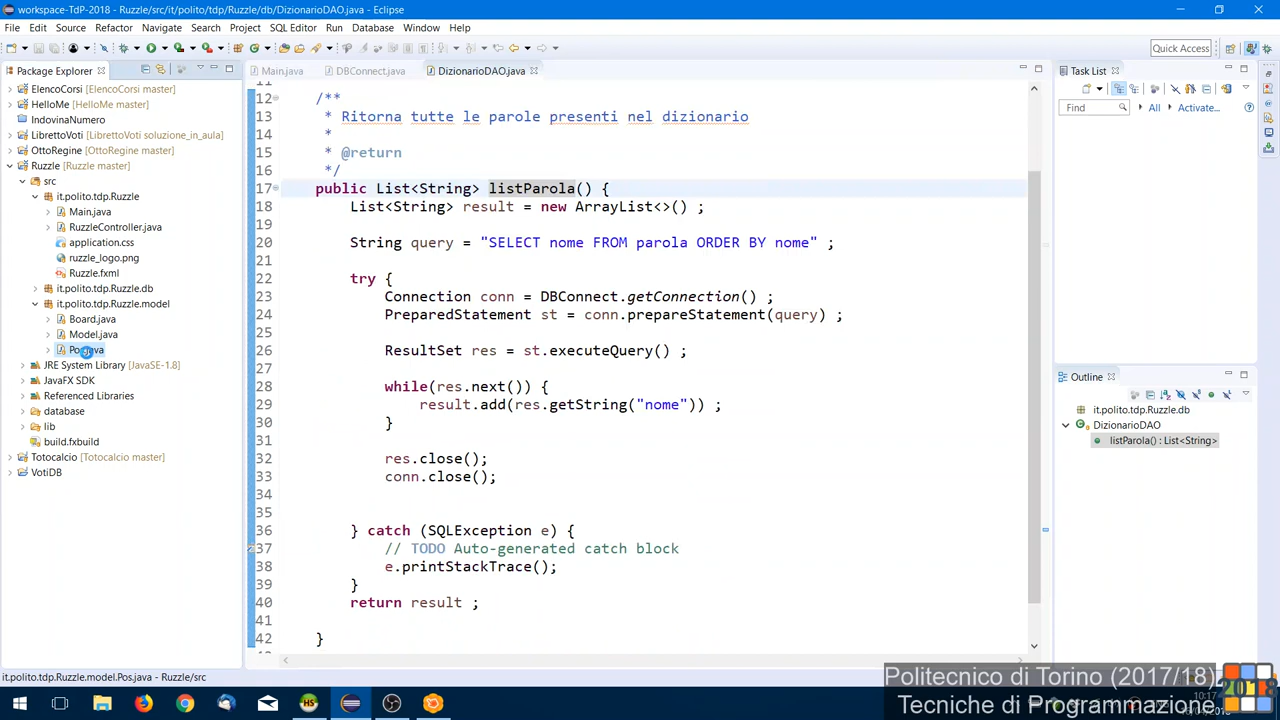 workspace-TdP-2018 - Ruzzle/src/it/polito/tdp/Ruzzle/db/DizionarioDAO.java - Eclipse
File Edit Source Refactor Navigate Search Project SQL Editor Run Database Window Help
Quick Access
Package Explorer
ElencoCorsi [ElencoCorsi master]
HelloMe [HelloMe master]
IndovinaNumero
LibrettoVoti [LibrettoVoti soluzione_in_aula]
OttoRegine [OttoRegine master]
Ruzzle [Ruzzle master]
src
it.polito.tdp.Ruzzle
Main.java
RuzzleController.java
application.css
ruzzle_logo.png
Ruzzle.fxml
it.polito.tdp.Ruzzle.db
it.polito.tdp.Ruzzle.model
Board.java
Model.java
JRE System Library [JavaSE-1.8]
JavaFX SDK
Referenced Libraries
database
lib
build.fxbuild
Totocalcio [Totocalcio master]
VotiDB
Main.java DBConnect.java DizionarioDAO.java
11
12 /**
13 * Ritorna tutte le parole presenti nel dizionario
14 *
15 * @return
16 */
17 public List<String> listParola() {
18 List<String> result = new ArrayList<>() ;
19
20 String query = "SELECT nome FROM parola ORDER BY nome" ;
21
22 try {
23 Connection conn = DBConnect.getConnection() ;
24 PreparedStatement st = conn.prepareStatement(query) ;
25
26 ResultSet res = st.executeQuery() ;
27
28 while(res.next()) {
29 result.add(res.getString("nome")) ;
30 }
31
32 res.close();
33 conn.close();
34
35
36 } catch (SQLException e) {
37 // TODO Auto-generated catch block
38 e.printStackTrace();
39 }
40 return result ;
41
42 }
Task List
Find All Activate...
Outline
it.polito.tdp.Ruzzle.db
DizionarioDAO
listParola() : List<String>
it.polito.tdp.Ruzzle.model.Pos.java - Ruzzle/src
Politecnico di Torino (2017/18)
Tecniche di Programmazione
2018
10:17